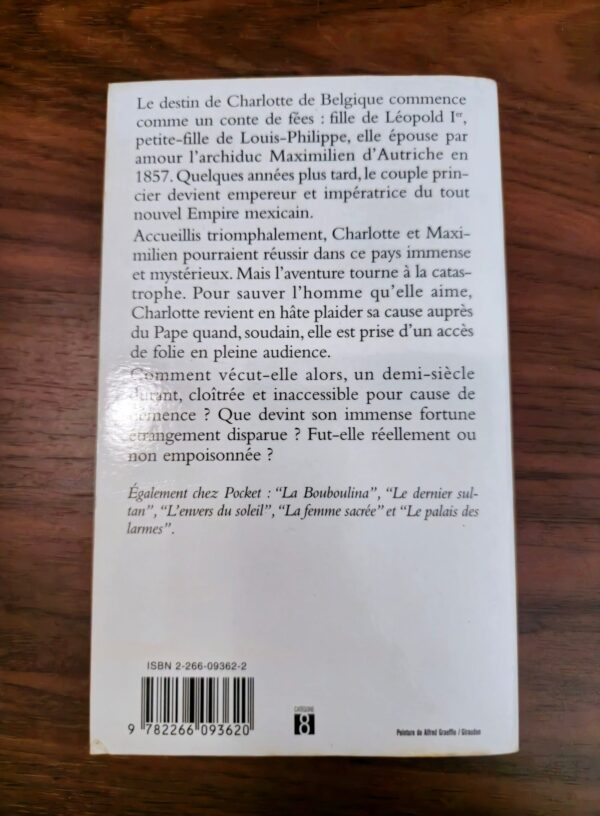 Le destin de Charlotte de Belgique commence
comme un conte de fées : fille de Léopold Ier,
petite-fille de Louis-Philippe, elle épouse par
amour l'archiduc Maximilien d'Autriche en
1857. Quelques années plus tard, le couple prin-
cier devient empereur et impératrice du tout
nouvel Empire mexicain.
Accueillis triomphalement, Charlotte et Maxi-
milien pourraient réussir dans ce pays immense
et mystérieux. Mais l'aventure tourne à la catas-
trophe. Pour sauver l'homme qu'elle aime,
Charlotte revient en hâte plaider sa cause auprès
du Pape quand, soudain, elle est prise d'un accès
de folie en pleine audience.
Comment vécut-elle alors, un demi-siècle
durant, cloîtrée et inaccessible pour cause de
démence ? Que devint son immense fortune
étrangement disparue ? Fut-elle réellement ou
non empoisonnée ?
Également chez Pocket : “La Bouboulina”, “Le dernier sul-
tan”, “L'envers du soleil”, “La femme sacrée” et “Le palais des
larmes”.
ISBN 2-266-09362-2
9 782266 093620
CATÉGORIE
8
Peinture de Alfred Graeffle / Giraudon